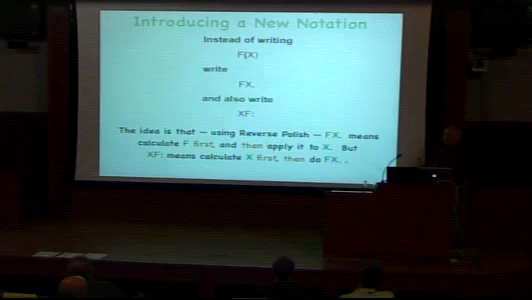 Introducing a New Notation
Instead of writing
F(X)
write
FX.
and also write
XF:
The idea is that — using Reverse Polish — FX. means
calculate F first, and then apply it to X. But
XF: means calculate X first, then do FX. .